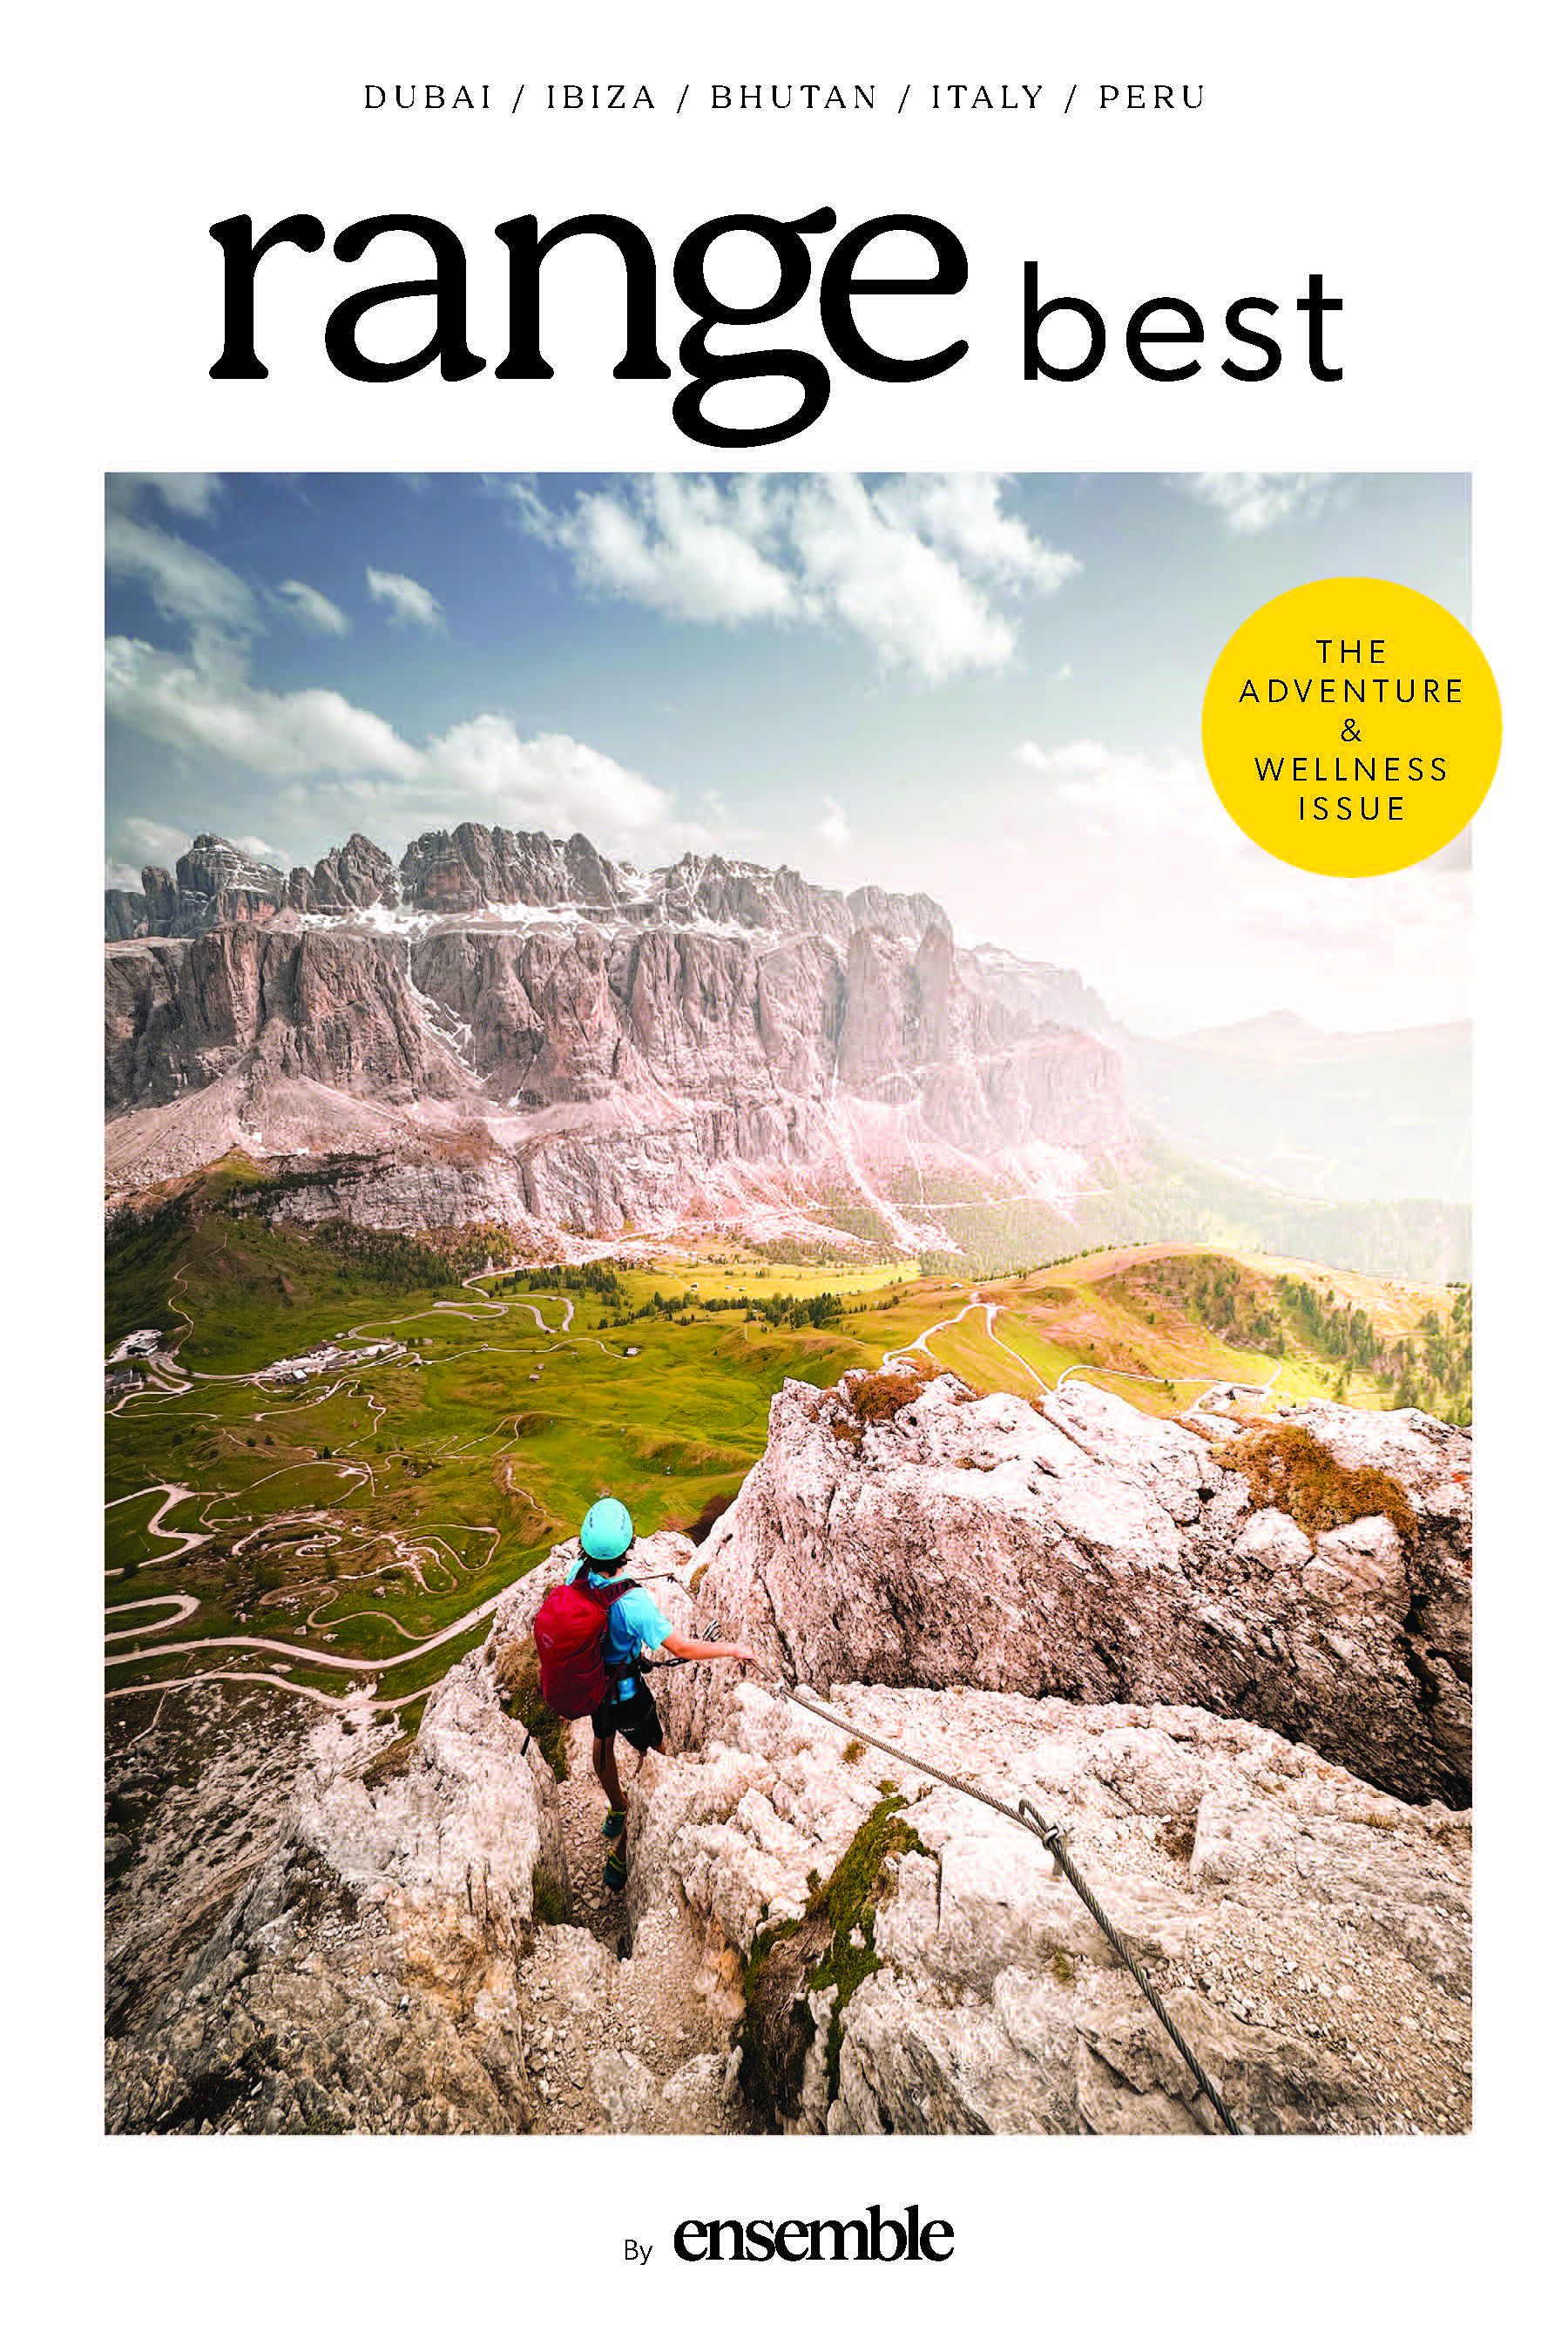 DUBAI / IBIZA / BHUTAN / ITALY / PERU
range best
THE
ADVENTURE
&
WELLNESS
ISSUE
By ensemble